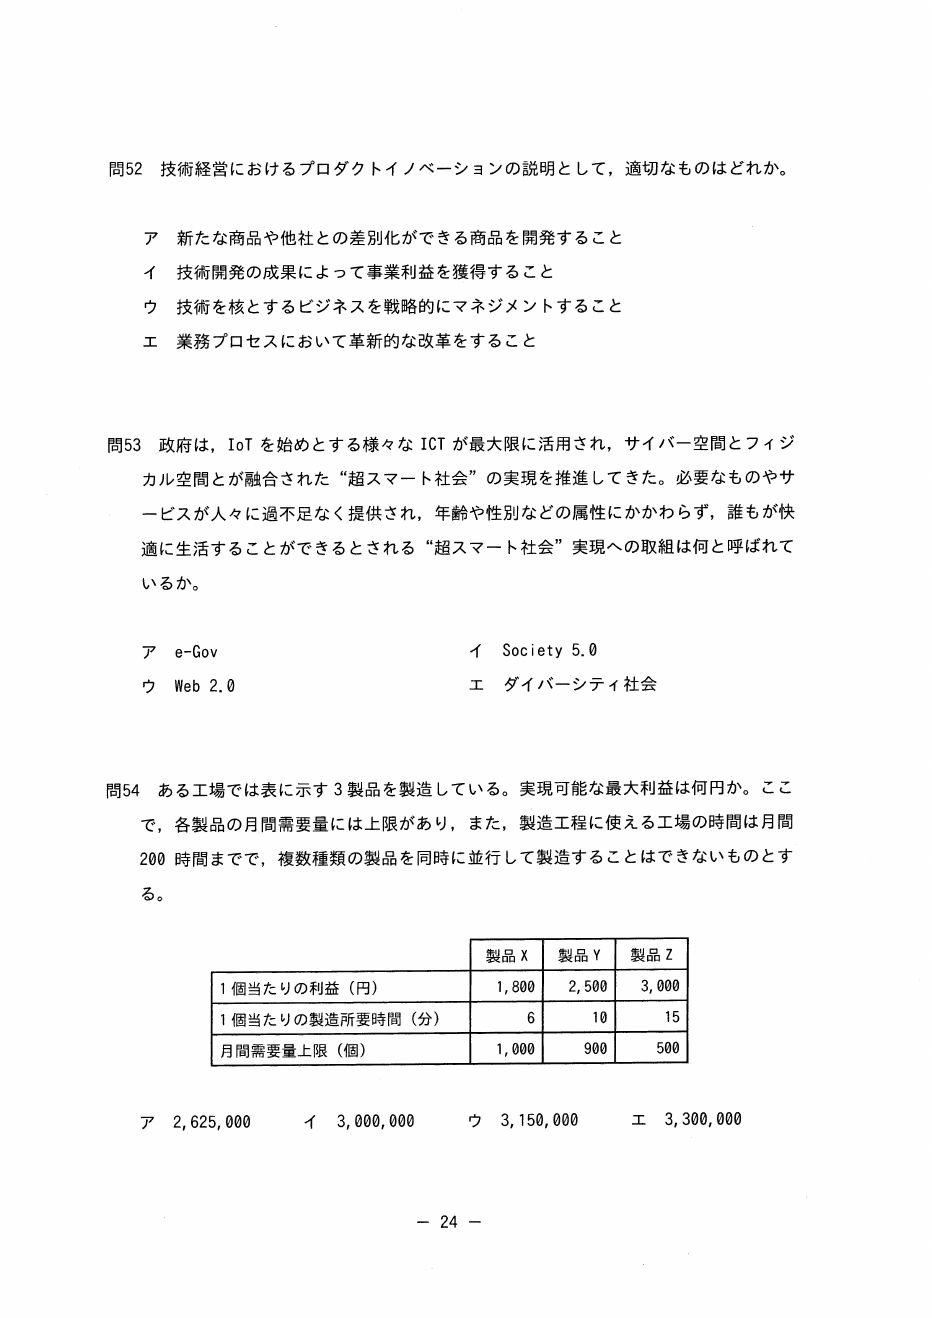 問52　技術経営におけるプロダクトイノベーションの説明として，適切なものはどれか。
ア　新たな商品や他社との差別化ができる商品を開発すること
イ　技術開発の成果によって事業利益を獲得すること
ウ　技術を核とするビジネスを戦略的にマネジメントすること
エ　業務プロセスにおいて革新的な改革をすること
問53　政府は，IoT を始めとする様々な ICT が最大限に活用され，サイバー空間とフィジ
カル空間とが融合された“超スマート社会”の実現を推進してきた。必要なものやサ
ービスが人々に過不足なく提供され，年齢や性別などの属性にかかわらず，誰もが快
適に生活することができるとされる“超スマート社会”実現への取組は何と呼ばれて
いるか。
ア　e-Gov　イ　Society 5.0
ウ　Web 2.0　エ　ダイバーシティ社会
問54　ある工場では表に示す 3 製品を製造している。実現可能な最大利益は何円か。ここ
で，各製品の月間需要量には上限があり，また，製造工程に使える工場の時間は月間
200 時間までで，複数種類の製品を同時に並行して製造することはできないものとす
る。
製品 X　製品 Y　製品 Z
1 個当たりの利益（円）　1,800　2,500　3,000
1 個当たりの製造所要時間（分）　6　10　15
月間需要量上限（個）　1,000　900　500
ア　2,625,000　イ　3,000,000　ウ　3,150,000　エ　3,300,000
－ 24 －